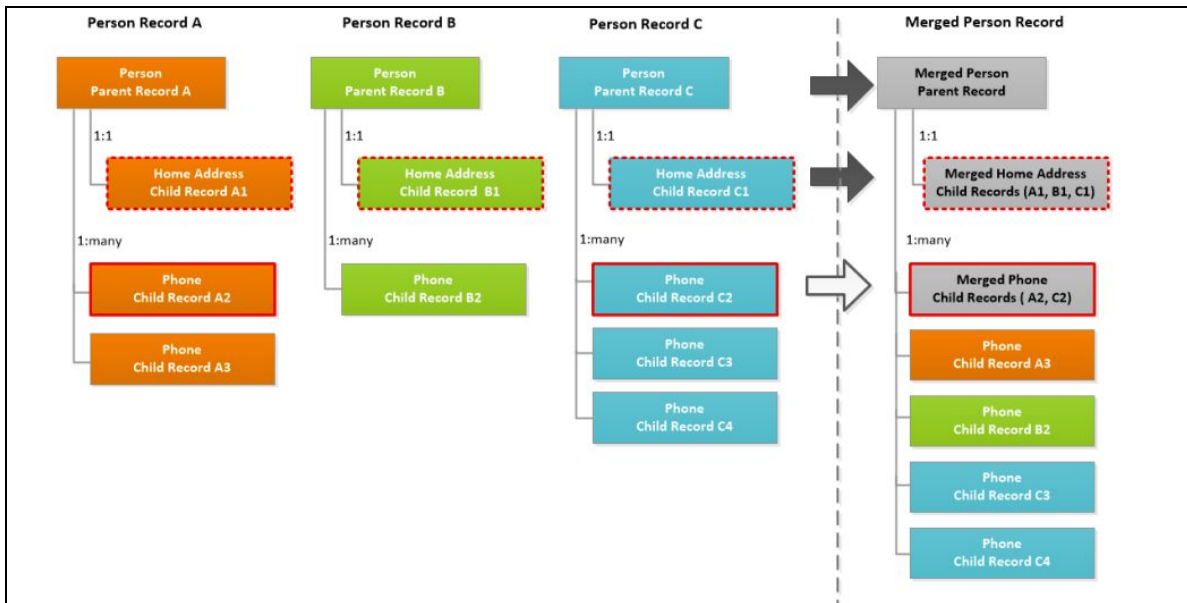 Person Record A
Person Record B
Person Record C
Merged Person Record
Person
Parent Record A
Person
Parent Record B
Person
Parent Record C
Merged Person
Parent Record
1:1
1:1
1:1
1:1
Home Address
Child Record A1
Home Address
Child Record B1
Home Address
Child Record C1
Merged Home Address
Child Records (A1, B1, C1)
1:many
1:many
1:many
1:many
Phone
Child Record A2
Phone
Child Record B2
Phone
Child Record C2
Merged Phone
Child Records ( A2, C2)
Phone
Child Record A3
Phone
Child Record C3
Phone
Child Record A3
Phone
Child Record C4
Phone
Child Record B2
Phone
Child Record C3
Phone
Child Record C4